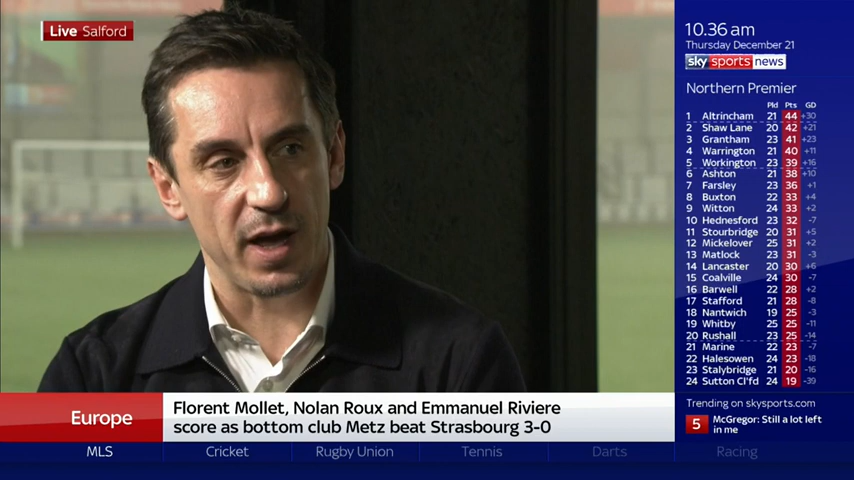 Live Salford
10.36 am
Thursday December 21
sky sports news
Northern Premier
Pld Pts GD
1 Altrincham 21 44 +30
2 Shaw Lane 20 42 +21
3 Grantham 23 41 +23
4 Warrington 21 40 +11
5 Workington 23 39 +16
6 Ashton 21 38 +10
7 Farsley 23 36 +1
8 Buxton 22 33 +4
9 Witton 24 33 +2
10 Hednesford 23 32 -7
11 Stourbridge 20 31 +5
12 Mickelover 25 31 +2
13 Matlock 23 31 -3
14 Lancaster 20 30 +6
15 Coalville 24 30 -7
16 Barwell 22 28 +2
17 Stafford 21 28 -8
18 Nantwich 19 25 -3
19 Whitby 25 25 -11
20 Rushall 23 25 -14
21 Marine 22 23 -7
22 Halesowen 24 23 -18
23 Stalybridge 21 20 -16
24 Sutton Cl'fd 24 19 -39
Trending on skysports.com
5 McGregor: Still a lot left
in me
Europe
Florent Mollet, Nolan Roux and Emmanuel Riviere
score as bottom club Metz beat Strasbourg 3-0
MLS Cricket Rugby Union Tennis Darts Racing